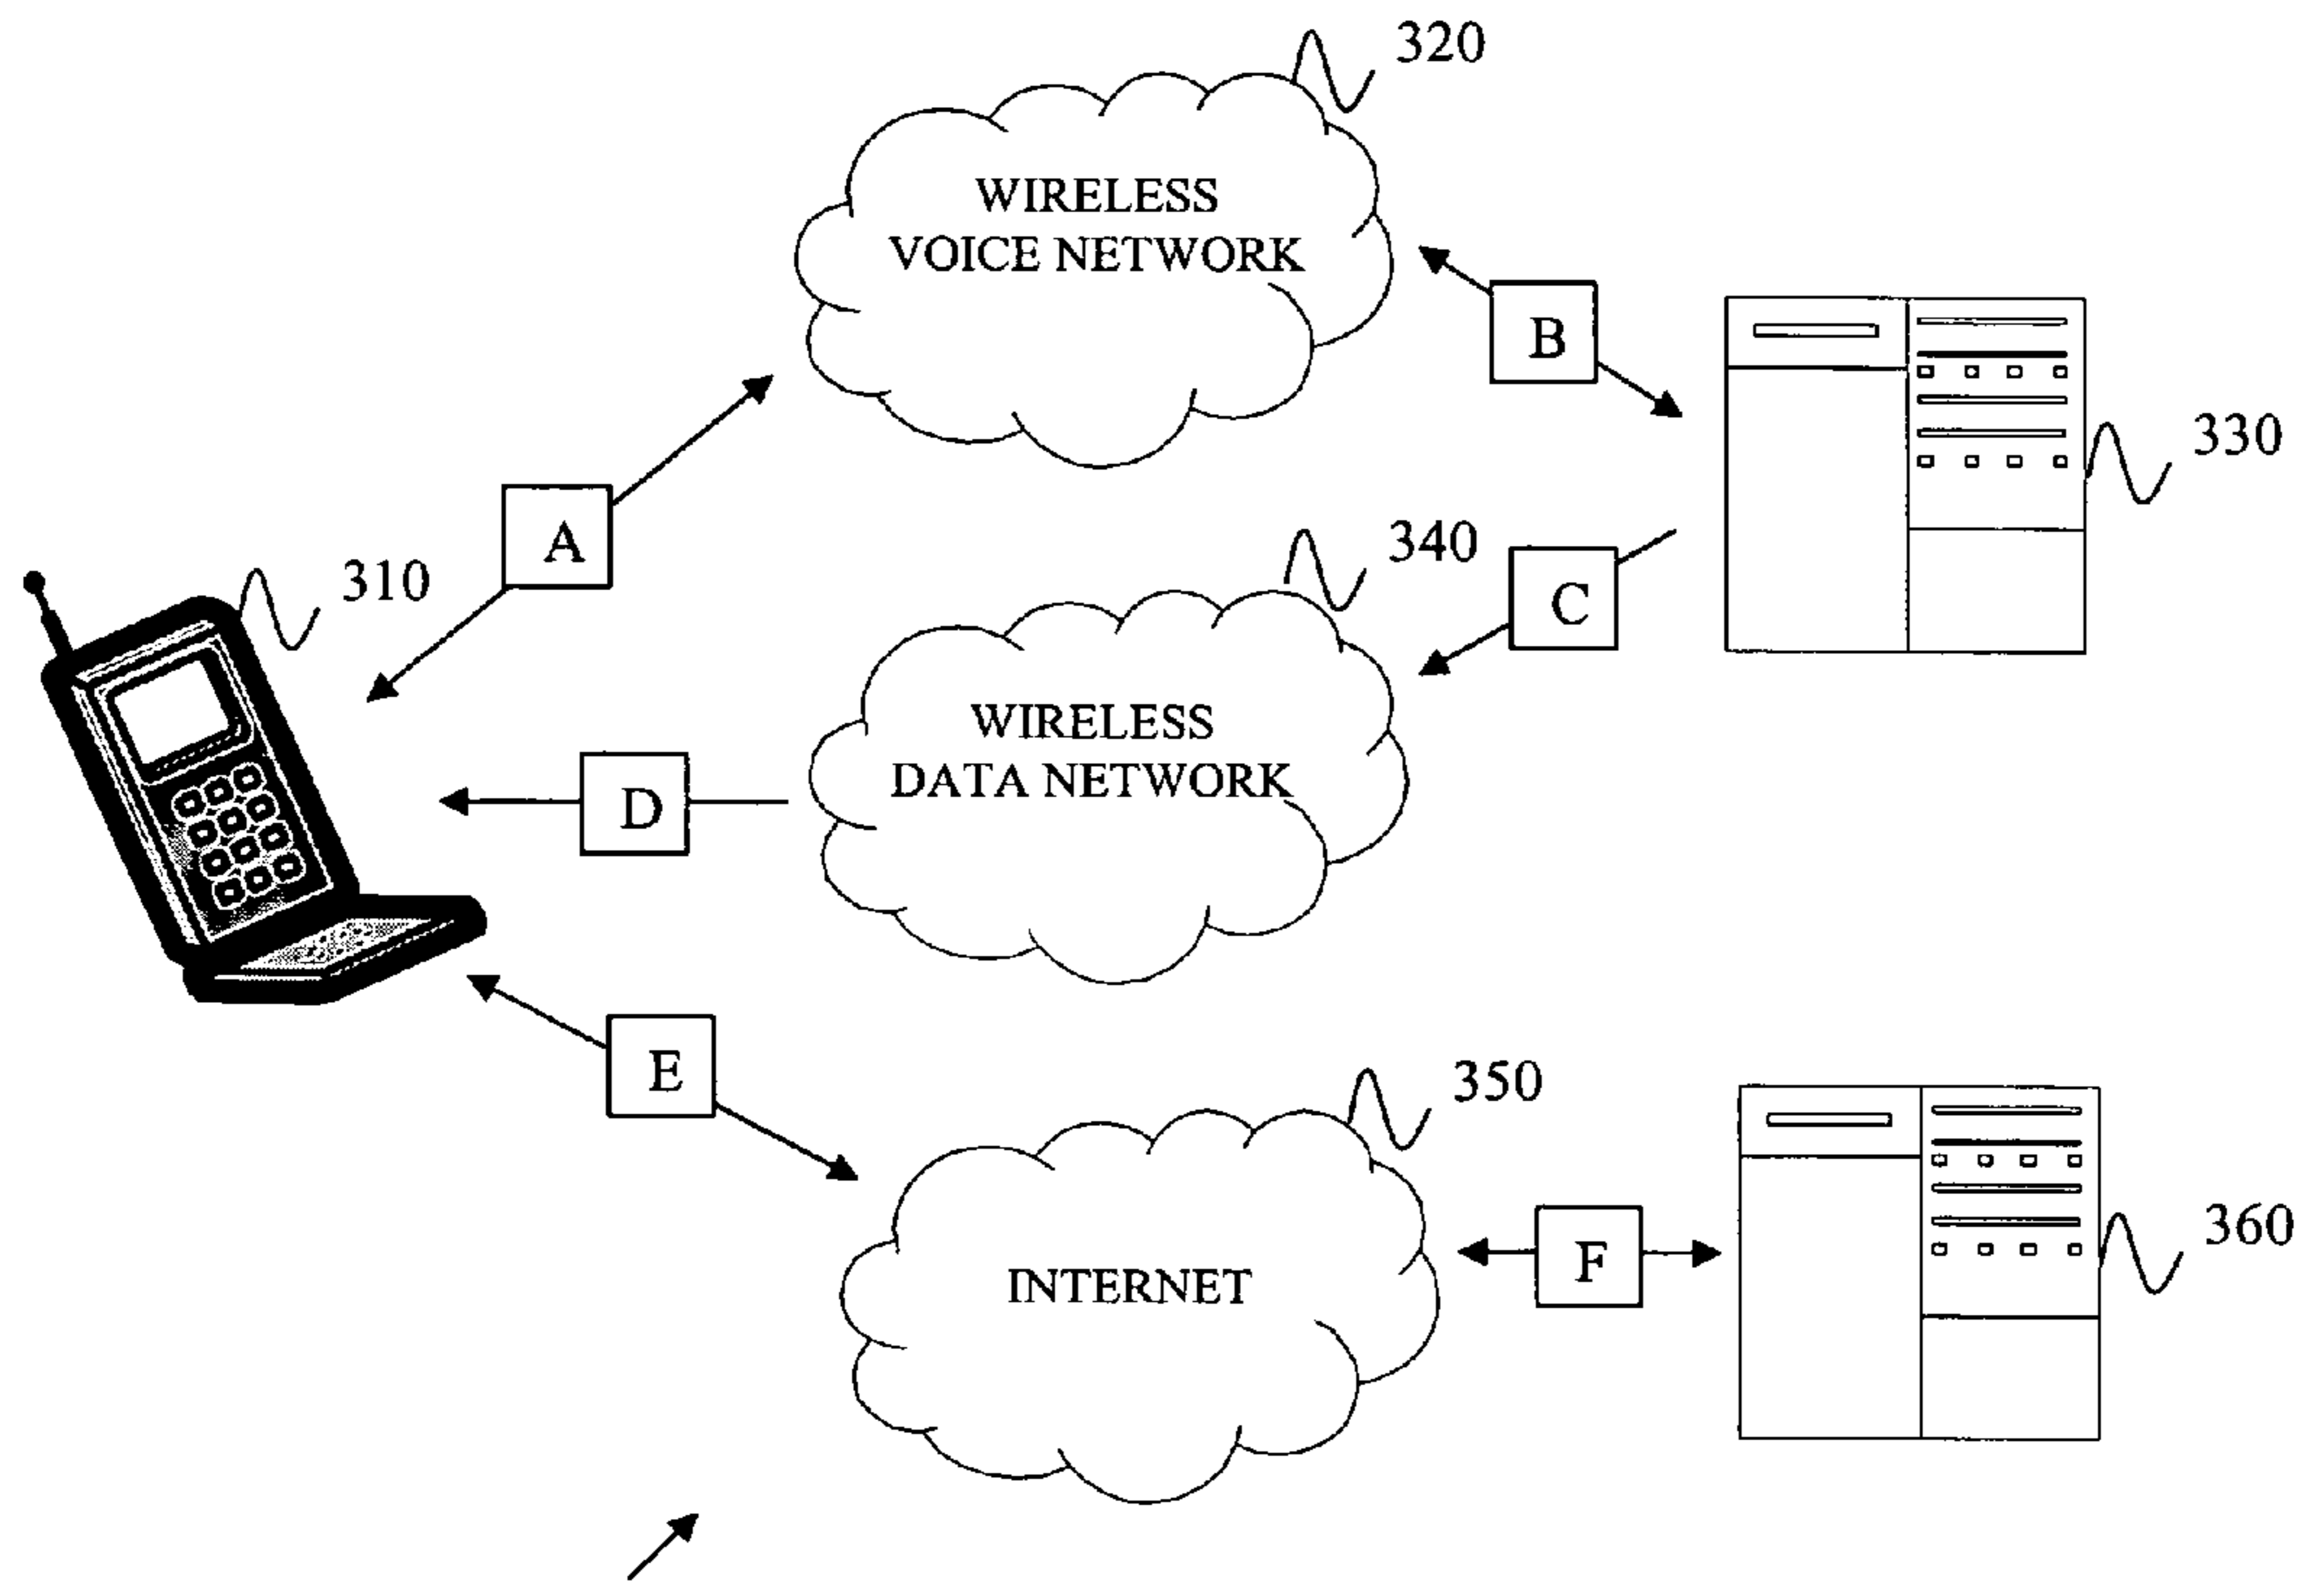 320
WIRELESS
VOICE NETWORK
B
330
A
310
340
C
WIRELESS
DATA NETWORK
D
E
350
360
F
INTERNET